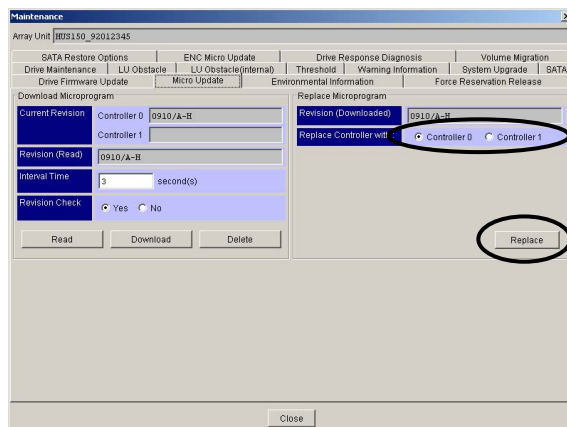 Maintenance
Array Unit HUS150_92012345
SATA Restore Options ENC Micro Update Drive Response Diagnosis Volume Migration
Drive Maintenance LU Obstacle LU Obstacle(internal) Threshold Warning Information System Upgrade SATA
Drive Firmware Update Micro Update Environmental Information Force Reservation Release
Download Microprogram
Current Revision Controller 0 0910/A-H
Controller 1
Revision (Read) 0910/A-H
Interval Time 3 second(s)
Revision Check Yes No
Read Download Delete
Replace Microprogram
Revision (Downloaded) 0910/A-H
Replace Controller with : Controller 0 Controller 1
Replace
Close